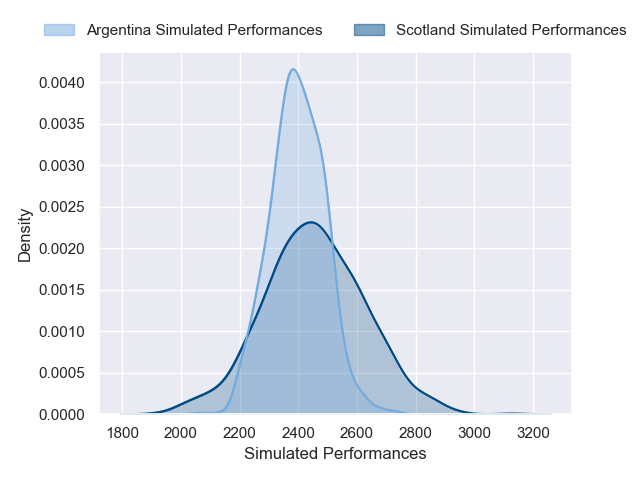 Argentina Simulated Performances
Scotland Simulated Performances
0.0040
0.0035
0.0030
0.0025
0.0020
0.0015
0.0010
0.0005
0.0000
Density
1800 2000 2200 2400 2600 2800 3000 3200
Simulated Performances